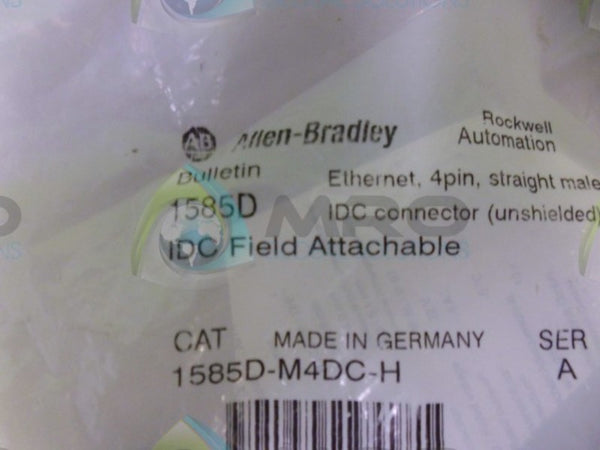 AB Allen-Bradley
Rockwell
Automation
Bulletin
1585D
Ethernet, 4pin, straight male
IDC connector (unshielded)
IDC Field Attachable
CAT
MADE IN GERMANY
SER
1585D-M4DC-H
A
MRO